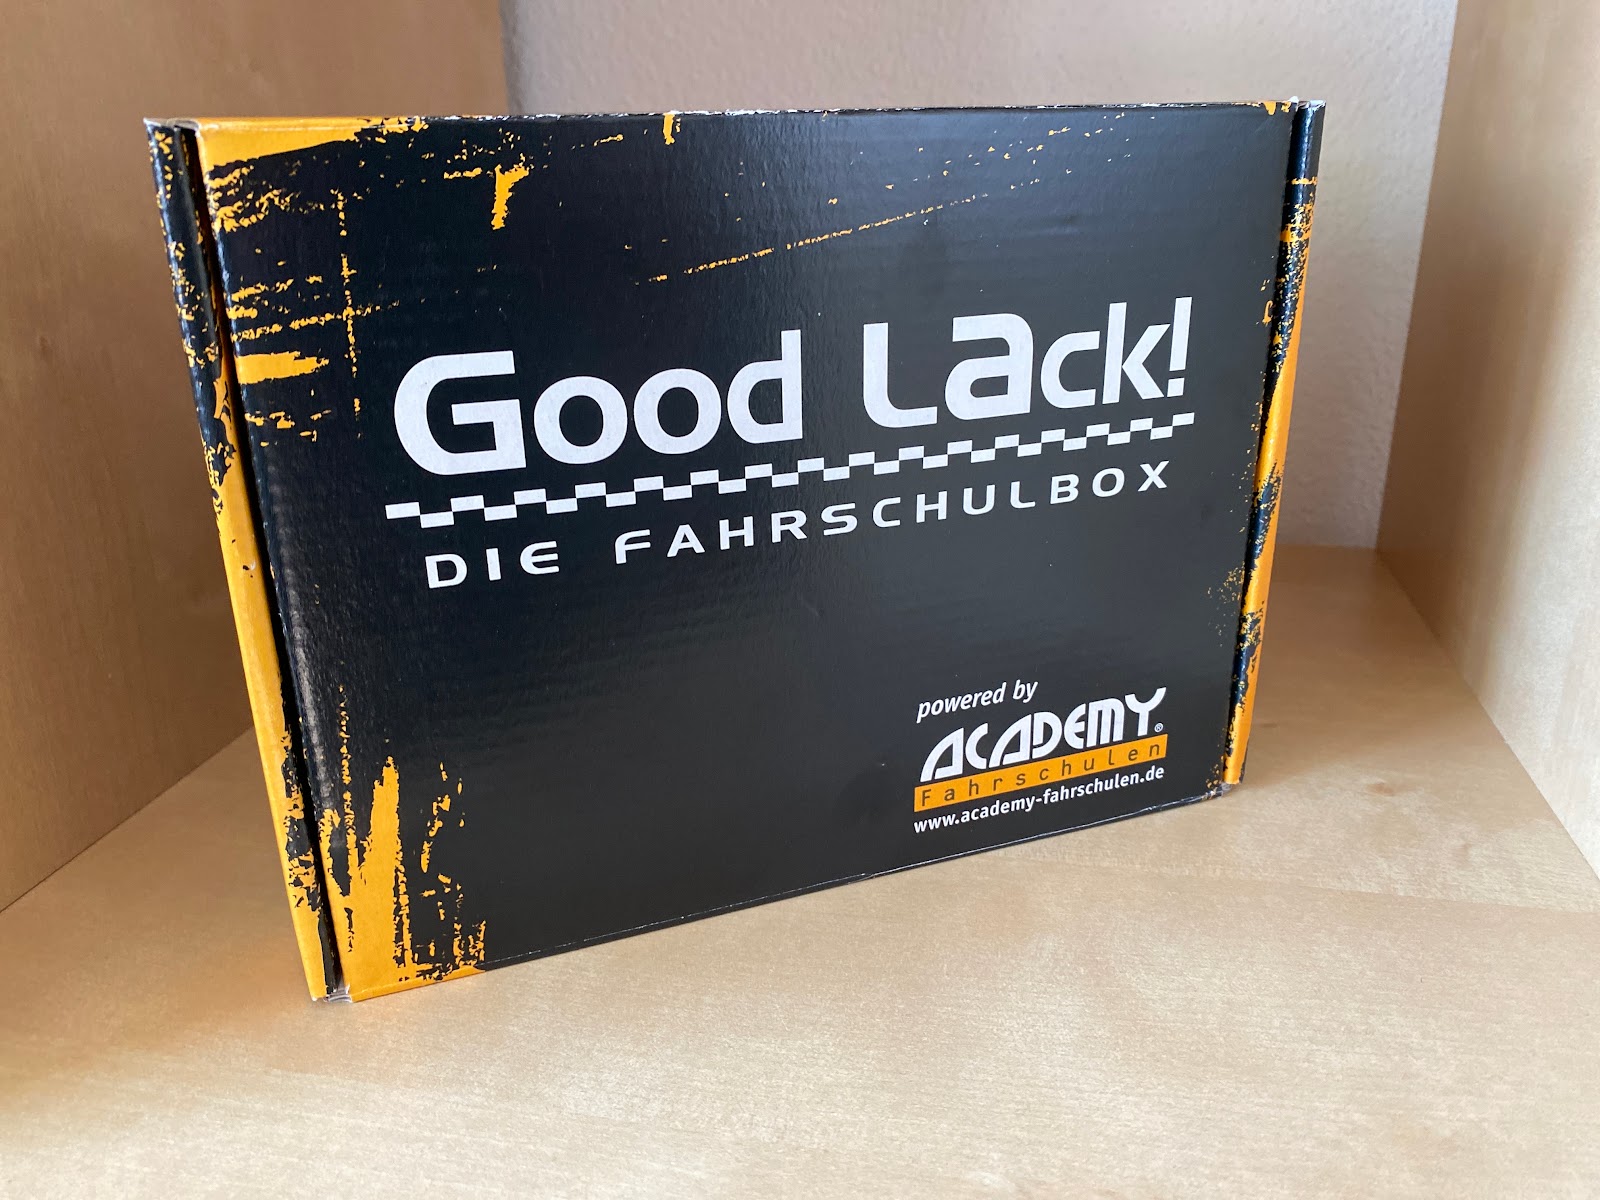 Good Lack!
DIE FAHRSCHULBOX
powered by
ACADEMY®
Fahrschulen
www.academy-fahrschulen.de